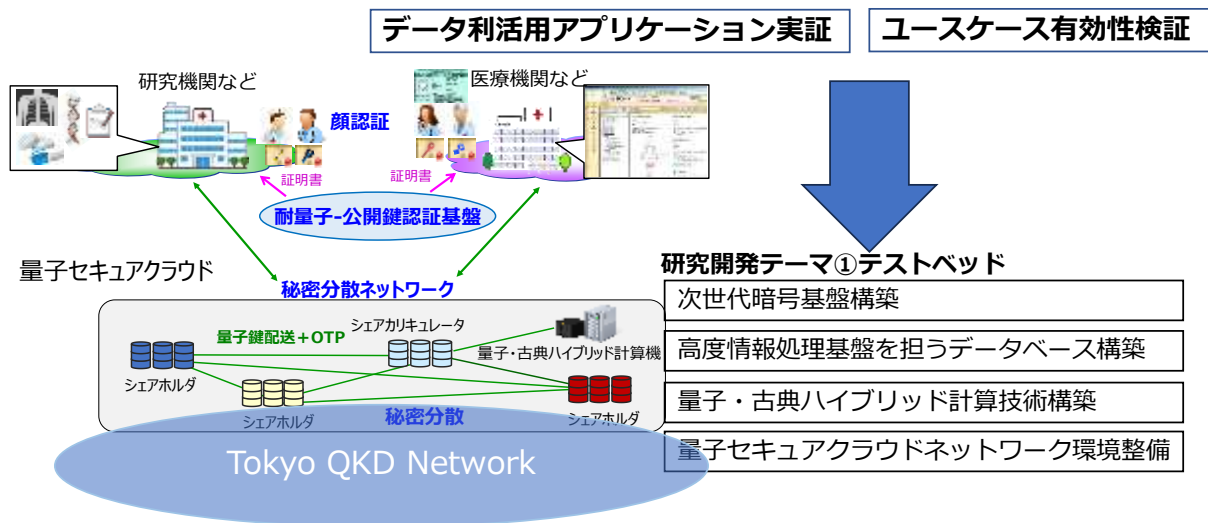 データ利活用アプリケーション実証
ユースケース有効性検証
研究機関など
医療機関など
顔認証
証明書
証明書
耐量子-公開鍵認証基盤
量子セキュアクラウド
秘密分散ネットワーク
量子鍵配送+OTP
シェアカリキュレータ
量子・古典ハイブリッド計算機
シェアホルダ
シェアホルダ
秘密分散
シェアホルダ
Tokyo QKD Network
研究開発テーマ①テストベッド
次世代暗号基盤構築
高度情報処理基盤を担うデータベース構築
量子・古典ハイブリッド計算技術構築
量子セキュアクラウドネットワーク環境整備